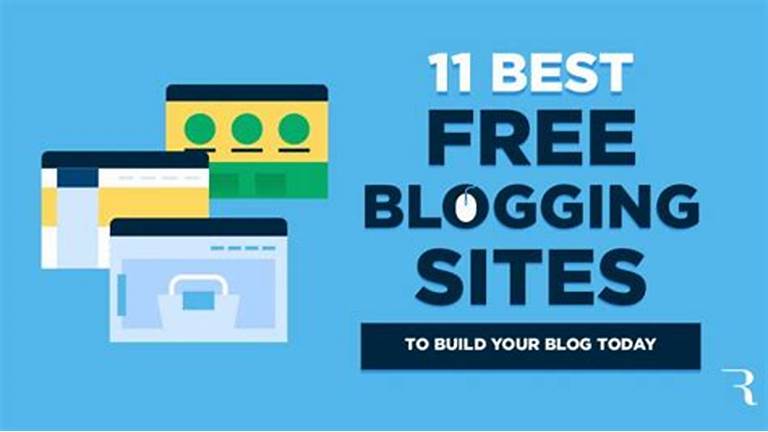 11 BEST
FREE
BLOGGING
SITES
TO BUILD YOUR BLOG TODAY
R